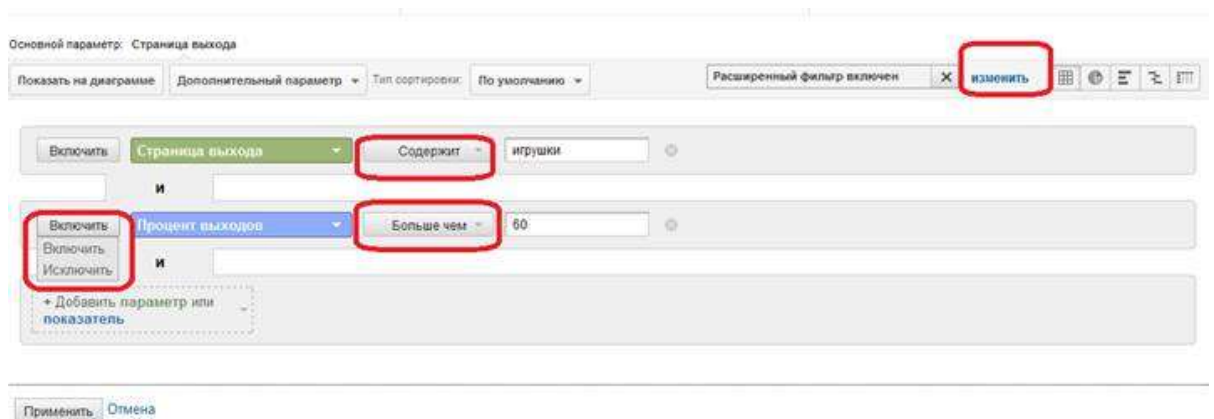 Основной параметр: Страница выхода
Показать на диаграмме Дополнительный параметр Тип сортировки: По умолчанию Расширенный фильтр включен изменить
Включить Страница выхода Содержит игрушки
и
Включить Процент выходов Больше чем 60
Включить
Исключить
и
+ Добавить параметр или
показатель
Применить Отмена